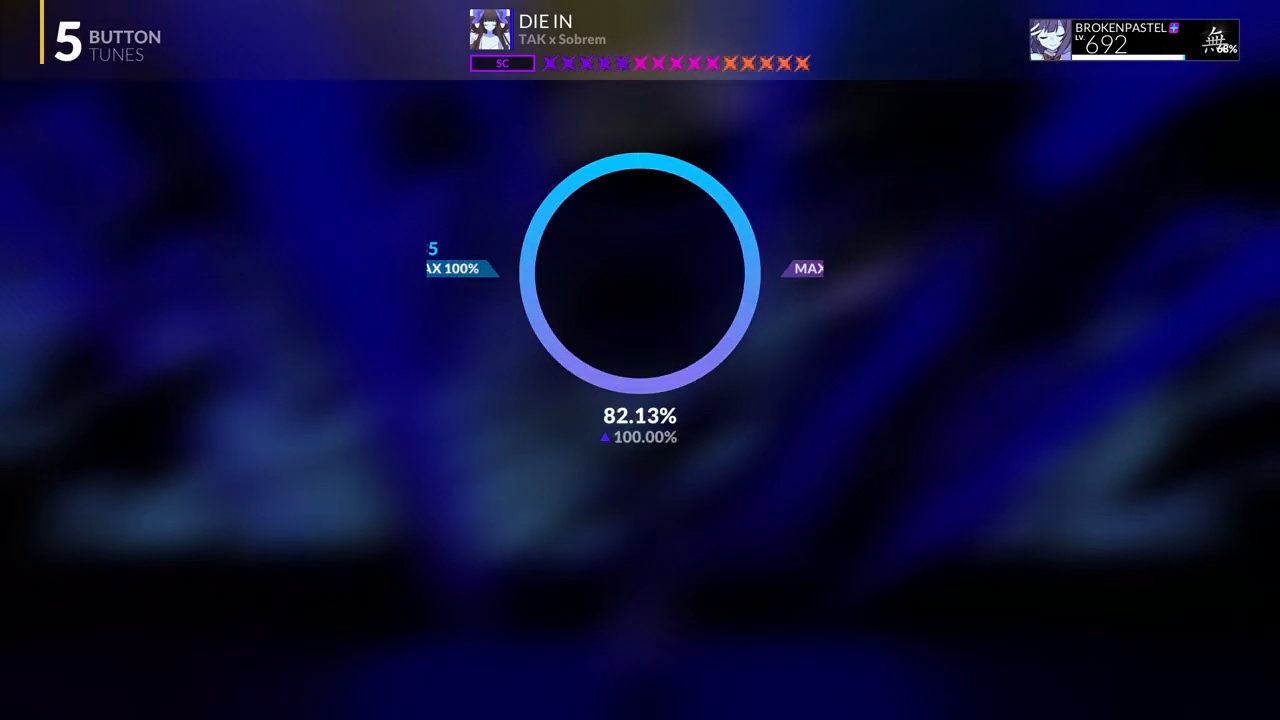 5 BUTTON
TUNES
DIE IN
TAK x Sobrem
SC
BROKENPASTEL
LV. 692
無
68%
5
AX 100%
MAX
82.13%
▲ 100.00%